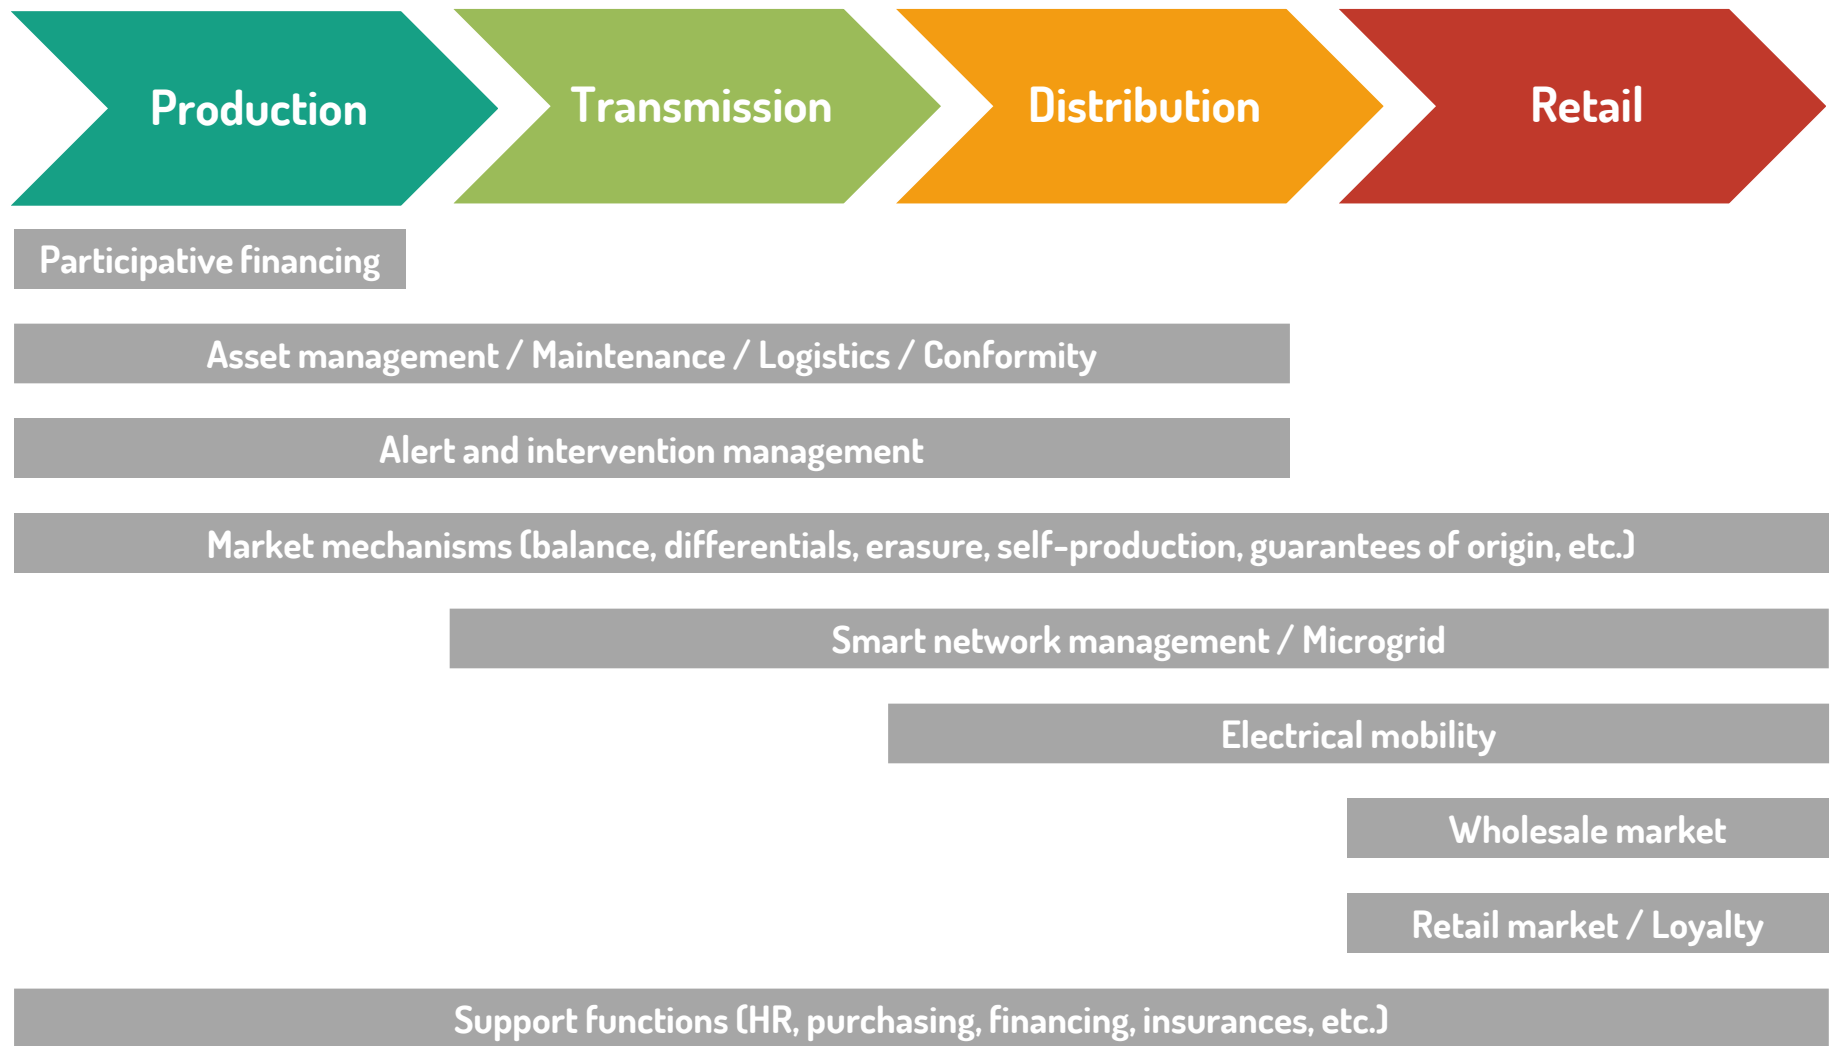 Production
Transmission
Distribution
Retail
Participative financing
Asset management / Maintenance / Logistics / Conformity
Alert and intervention management
Market mechanisms (balance, differentials, erasure, self-production, guarantees of origin, etc.)
Smart network management / Microgrid
Electrical mobility
Wholesale market
Retail market / Loyalty
Support functions (HR, purchasing, financing, insurances, etc.)